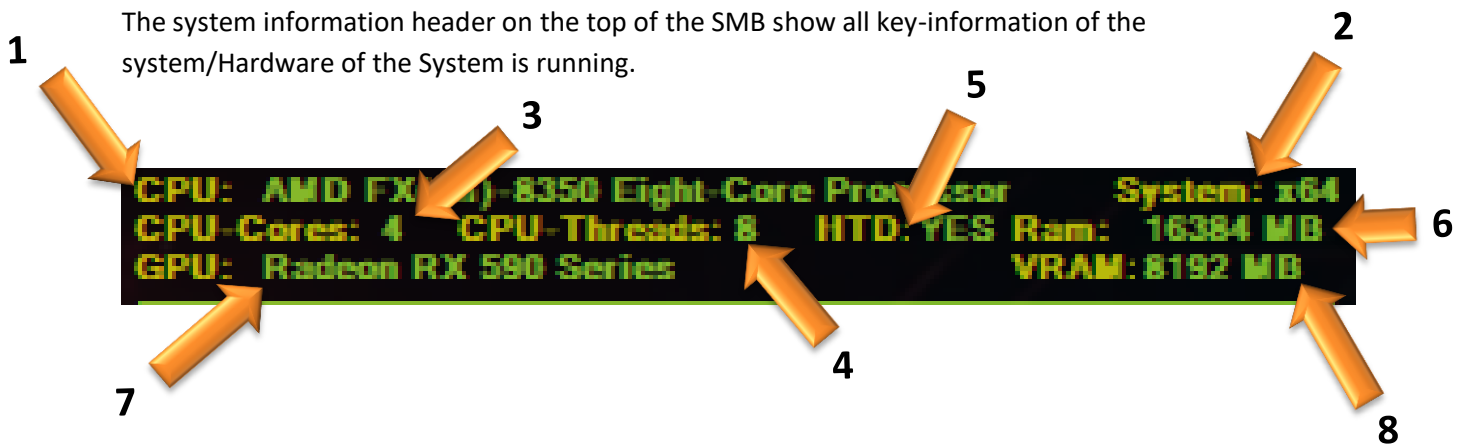 The system information header on the top of the SMB show all key-information of the
system/Hardware of the System is running.
1
2
3
5
CPU: AMD FX -8350 Eight-Core Processor System: x64
CPU-Cores: 4 CPU-Threads: 8 HTD: YES Ram: 16384 MB
6
GPU: Radeon RX 590 Series VRAM: 8192 MB
4
7
8